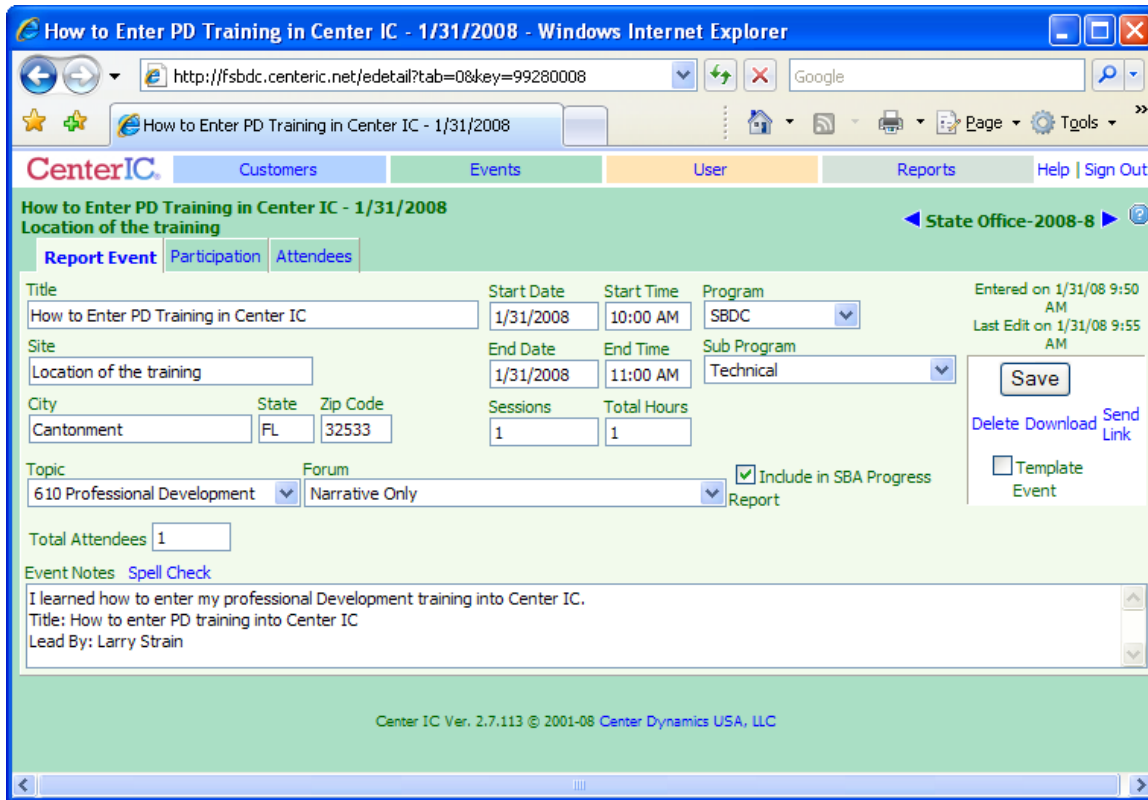 How to Enter PD Training in Center IC - 1/31/2008 - Windows Internet Explorer
http://fsbdc.centeric.net/edetail?tab=0&key=99280008
Google
How to Enter PD Training in Center IC - 1/31/2008
Page
Tools
»
CenterIC.
Customers
Events
User
Reports
Help | Sign Out
How to Enter PD Training in Center IC - 1/31/2008
Location of the training
State Office-2008-8
?
Report Event
Participation
Attendees
Title
Start Date
Start Time
Program
Entered on 1/31/08 9:50
AM
Last Edit on 1/31/08 9:55
AM
How to Enter PD Training in Center IC
1/31/2008
10:00 AM
SBDC
Site
End Date
End Time
Sub Program
Location of the training
1/31/2008
11:00 AM
Technical
Save
City
State
Zip Code
Sessions
Total Hours
Cantonment
FL
32533
1
1
Delete
Download
Send
Link
Topic
Forum
610 Professional Development
Narrative Only
Include in SBA Progress
Report
Template
Event
Total Attendees
1
Event Notes
Spell Check
I learned how to enter my professional Development training into Center IC.
Title: How to enter PD training into Center IC
Lead By: Larry Strain
Center IC Ver. 2.7.113 © 2001-08 Center Dynamics USA, LLC